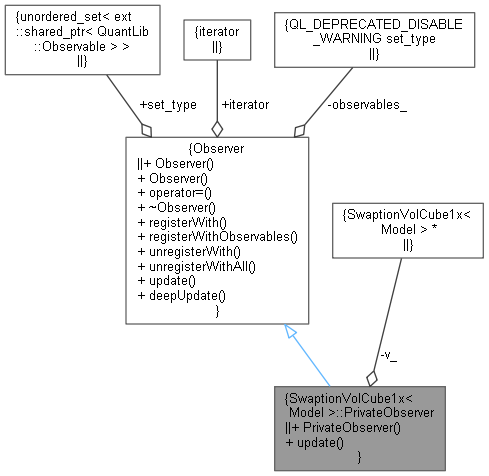 {unordered_set< ext
::shared_ptr< QuantLib
::Observable > >
||}
{iterator
||}
{QL_DEPRECATED_DISABLE
_WARNING set_type
||}
+set_type
+iterator
-observables_
{Observer
||+ Observer()
+ Observer()
+ operator=()
+ ~Observer()
+ registerWith()
+ registerWithObservables()
+ unregisterWith()
+ unregisterWithAll()
+ update()
+ deepUpdate()
}
{SwaptionVolCube1x<
Model > *
||}
-v_
{SwaptionVolCube1x<
Model >::PrivateObserver
||+ PrivateObserver()
+ update()
}